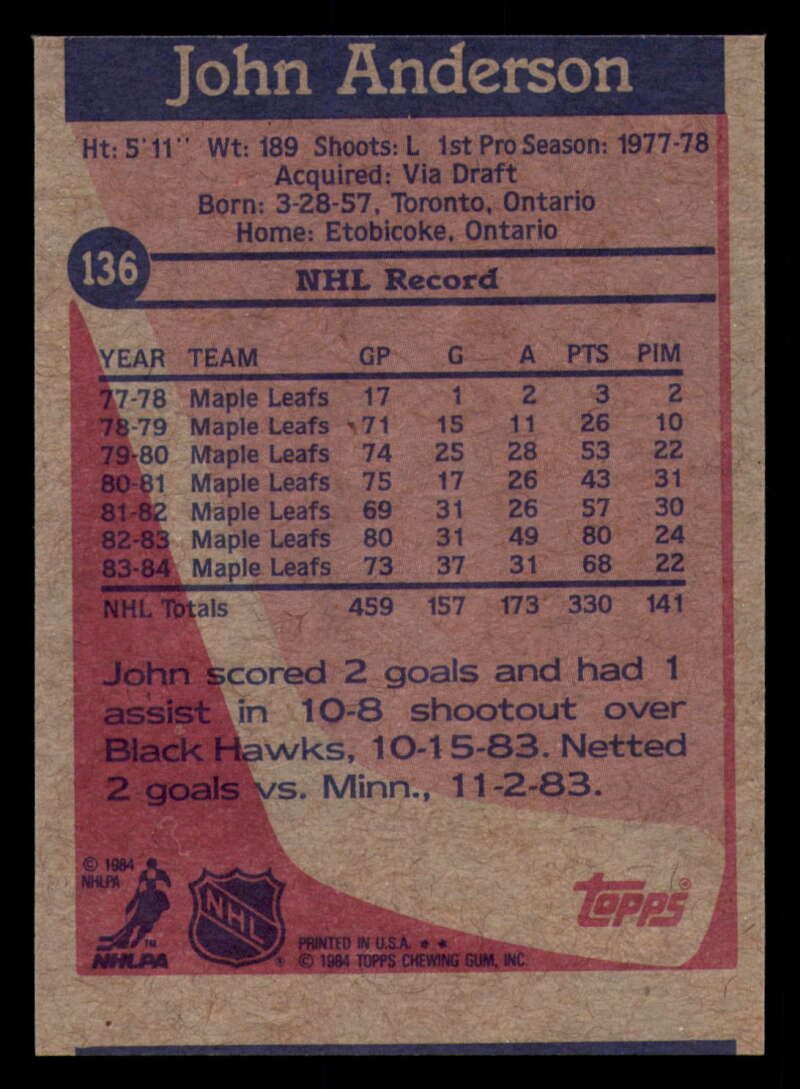 John Anderson
Ht: 5'11" Wt: 189 Shoots: L 1st Pro Season: 1977-78
Acquired: Via Draft
Born: 3-28-57, Toronto, Ontario
Home: Etobicoke, Ontario
136
NHL Record
YEAR TEAM GP G A PTS PIM
77-78 Maple Leafs 17 1 2 3 2
78-79 Maple Leafs 71 15 11 26 10
79-80 Maple Leafs 74 25 28 53 22
80-81 Maple Leafs 75 17 26 43 31
81-82 Maple Leafs 69 31 26 57 30
82-83 Maple Leafs 80 31 49 80 24
83-84 Maple Leafs 73 37 31 68 22
NHL Totals 459 157 173 330 141
John scored 2 goals and had 1
assist in 10-8 shootout over
Black Hawks, 10-15-83. Netted
2 goals vs. Minn., 11-2-83.
© 1984
NHLPA
NHLPA ™
NHL ®
topps ®
PRINTED IN U.S.A. * *
© 1984 TOPPS CHEWING GUM, INC.